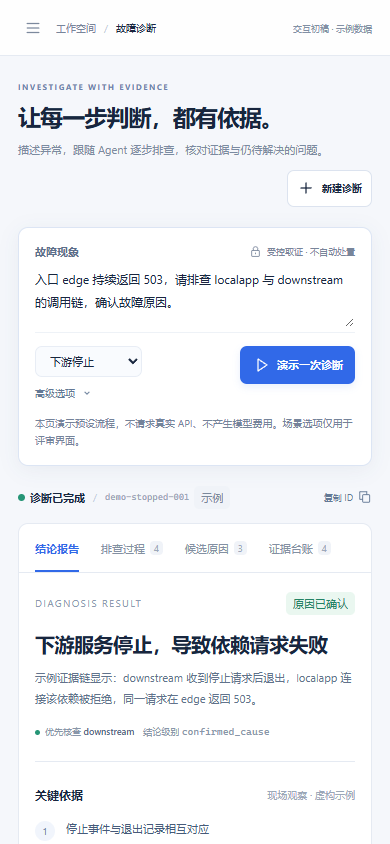 工作空间 / 故障诊断
交互初稿 · 示例数据
INVESTIGATE WITH EVIDENCE
让每一步判断，都有依据。
描述异常，跟随 Agent 逐步排查，核对证据与仍待解决的问题。
新建诊断
故障现象
受控取证 · 不自动处置
入口 edge 持续返回 503，请排查 localapp 与 downstream
的调用链，确认故障原因。
下游停止
演示一次诊断
高级选项
本页演示预设流程，不请求真实 API、不产生模型费用。场景选项仅用于
评审界面。
诊断已完成 / demo-stopped-001 示例
复制 ID
结论报告 排查过程 4 候选原因 3 证据台账 4
DIAGNOSIS RESULT
原因已确认
下游服务停止，导致依赖请求失败
示例证据链显示：downstream 收到停止请求后退出，localapp 连
接该依赖被拒绝，同一请求在 edge 返回 503。
优先核查 downstream 结论级别 confirmed_cause
关键依据
现场观察 · 虚构示例
1 停止事件与退出记录相互对应